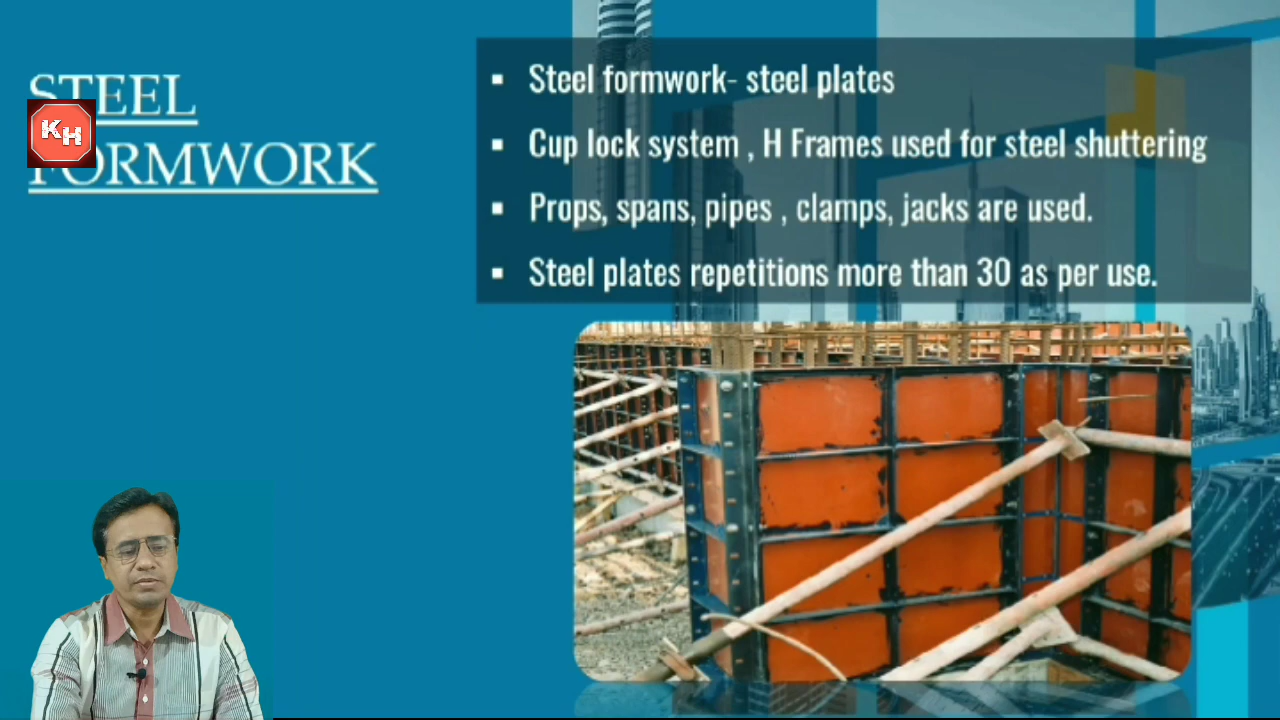 STEEL
FORMWORK
KH
▪ Steel formwork- steel plates
▪ Cup lock system , H Frames used for steel shuttering
▪ Props, spans, pipes , clamps, jacks are used.
▪ Steel plates repetitions more than 30 as per use.